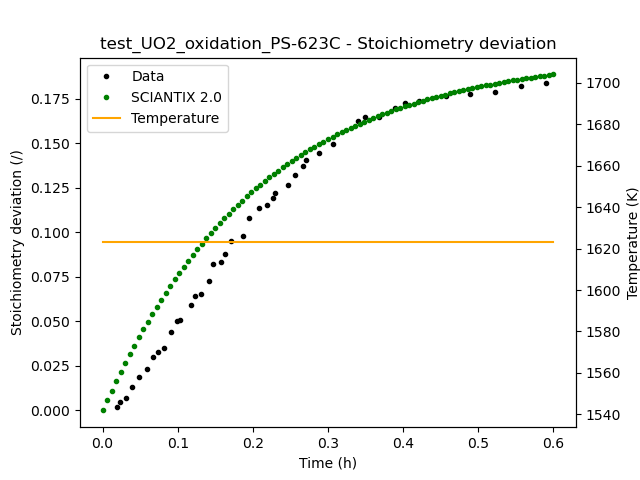 test_UO2_oxidation_PS-623C - Stoichiometry deviation
Data
SCIANTIX 2.0
Temperature
Stoichiometry deviation (/)
0.175
0.150
0.125
0.100
0.075
0.050
0.025
0.000
1700
1680
1660
1640
1620
1600
1580
1560
1540
Temperature (K)
0.0 0.1 0.2 0.3 0.4 0.5 0.6
Time (h)